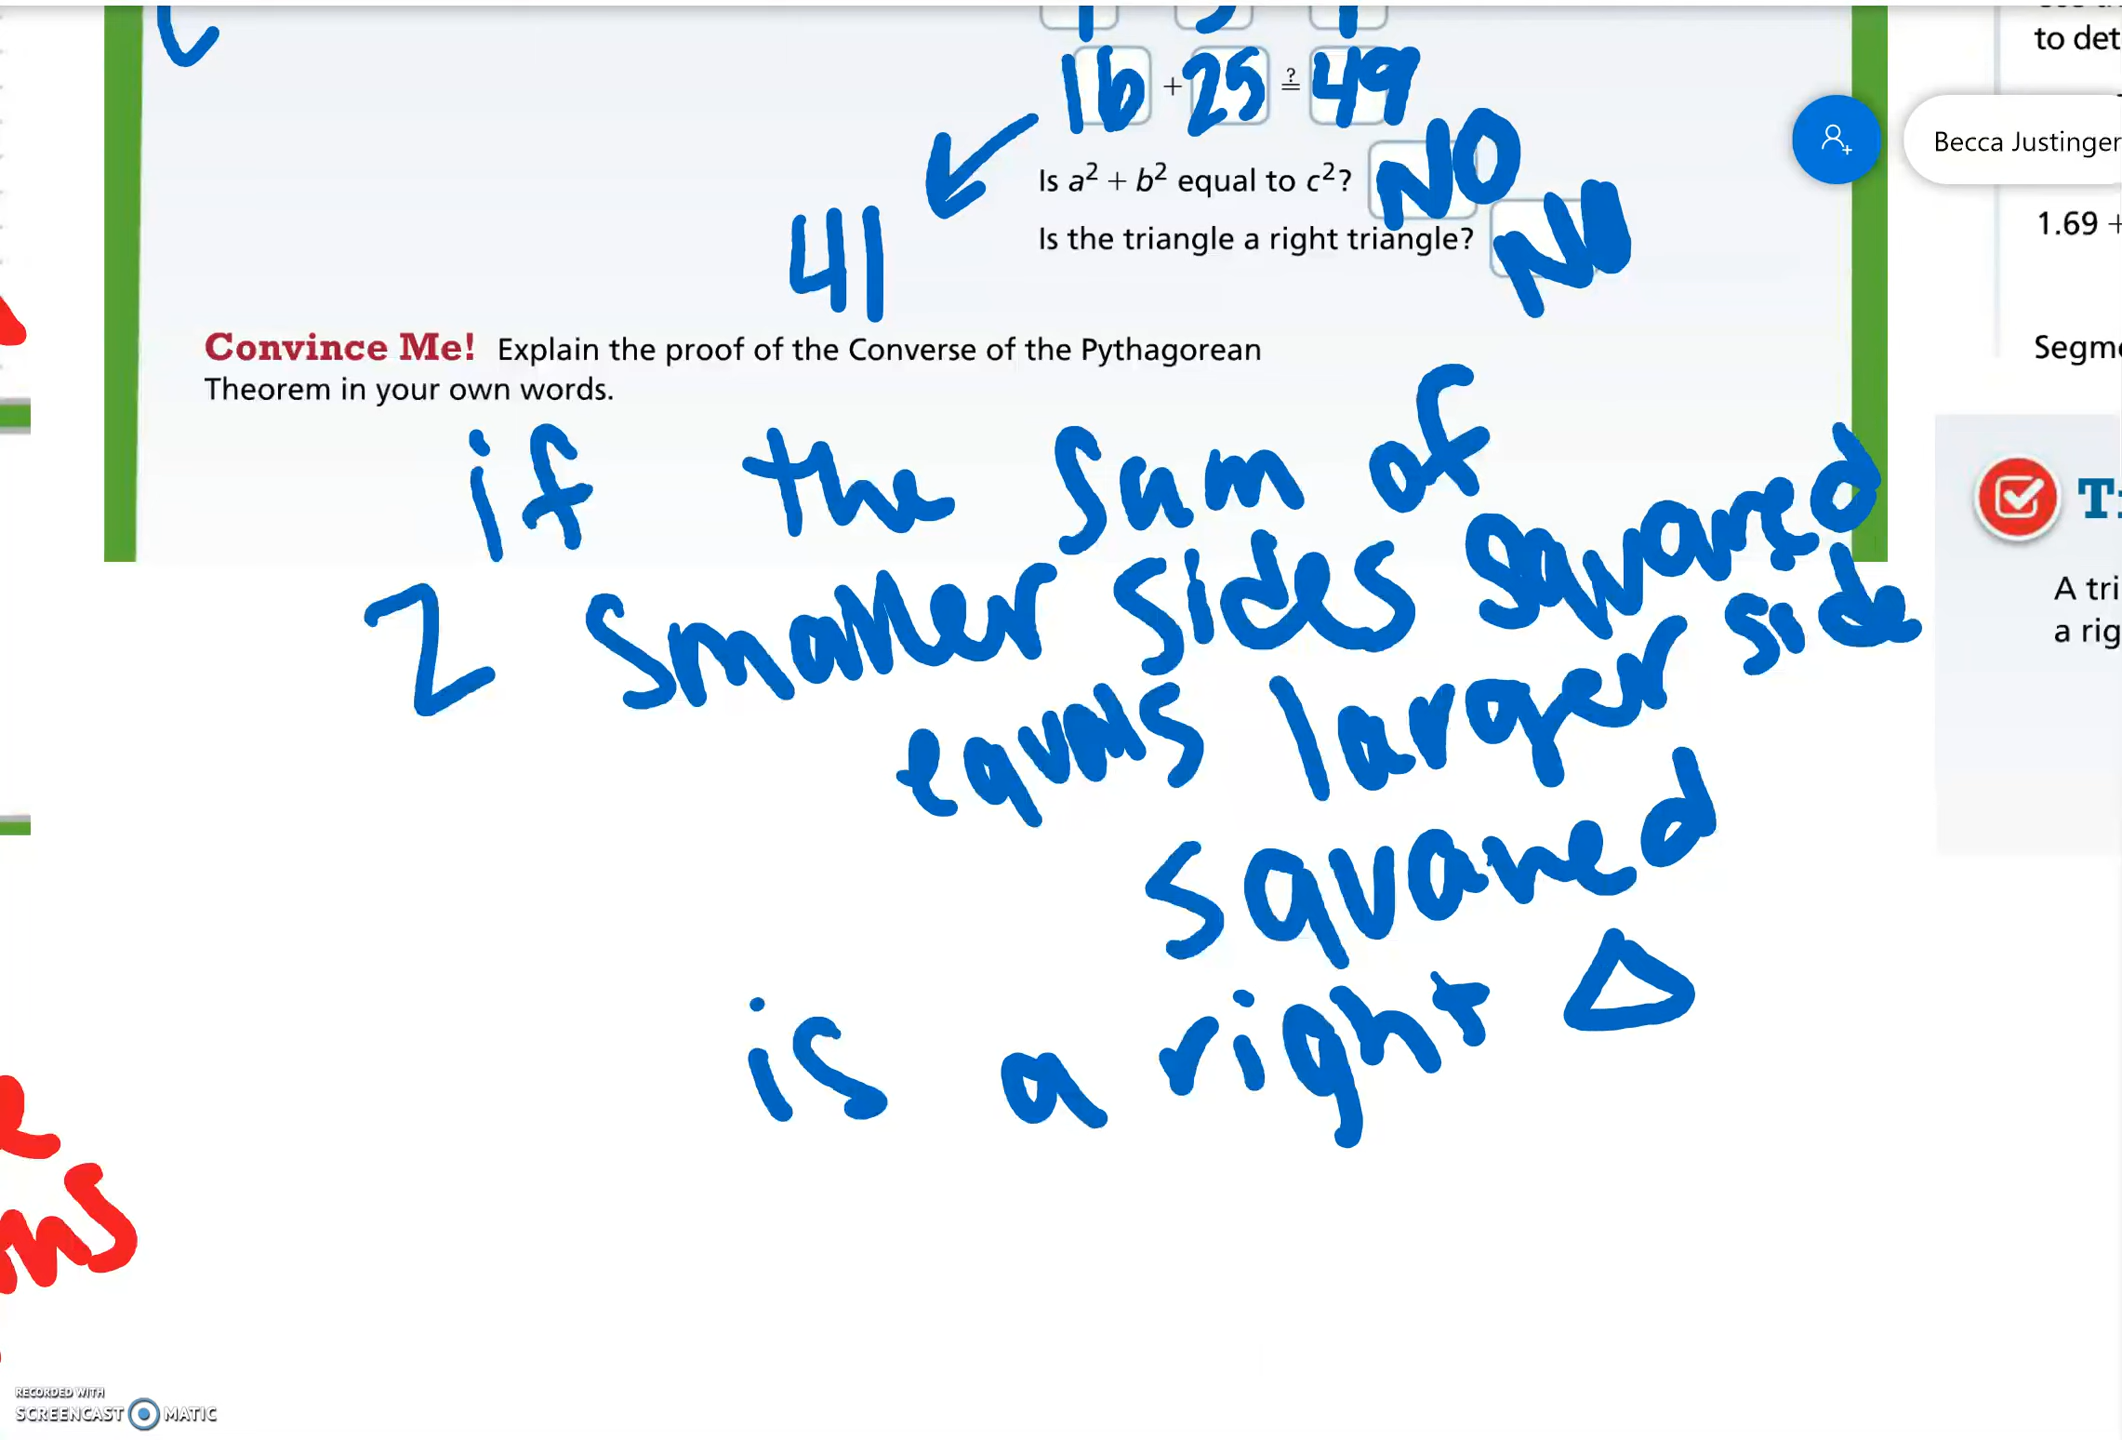 16 + 25 ≟ 49
to det
Becca Justinger
Is a² + b² equal to c²? NO
1.69 +
Is the triangle a right triangle? NO
41
Convince Me! Explain the proof of the Converse of the Pythagorean
Theorem in your own words.
Segm
if the sum of
2 smaller sides squared
equals larger side
squared
is a right △
A tri
a rig
ns
RECORDED WITH
SCREENCAST MATIC